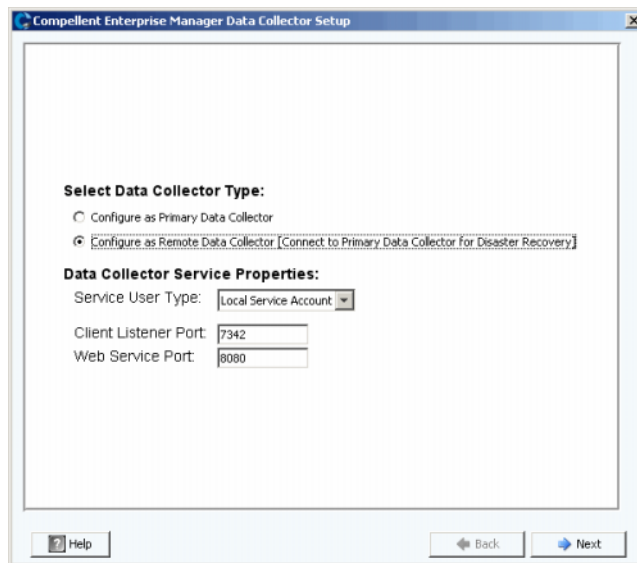 Compellent Enterprise Manager Data Collector Setup
Select Data Collector Type:
Configure as Primary Data Collector
Configure as Remote Data Collector [Connect to Primary Data Collector for Disaster Recovery]
Data Collector Service Properties:
Service User Type: Local Service Account
Client Listener Port: 7342
Web Service Port: 8080
? Help Back Next